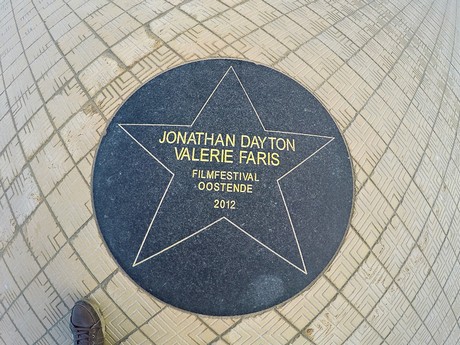 JONATHAN DAYTON
VALERIE FARIS
FILMFESTIVAL
OOSTENDE
2012